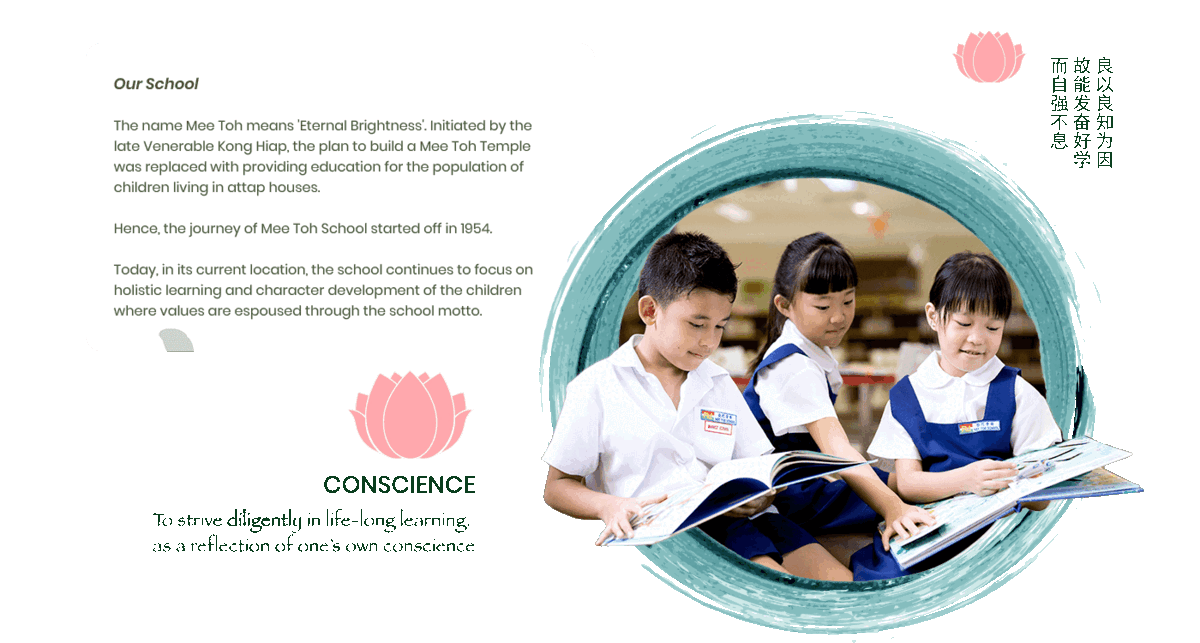 Our School
The name Mee Toh means 'Eternal Brightness'. Initiated by the
late Venerable Kong Hiap, the plan to build a Mee Toh Temple
was replaced with providing education for the population of
children living in attap houses.
Hence, the journey of Mee Toh School started off in 1954.
Today, in its current location, the school continues to focus on
holistic learning and character development of the children
where values are espoused through the school motto.
CONSCIENCE
To strive diligently in life-long learning,
as a reflection of one's own conscience
良以良知为因
故能发奋好学
而自强不息